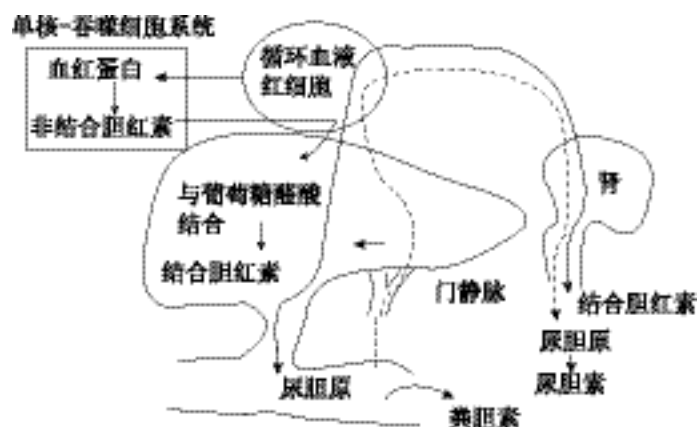 单核-吞噬细胞系统
血红蛋白
非结合胆红素
循环血液
红细胞
与葡萄糖醛酸
结合
结合胆红素
肾
门静脉
结合胆红素
尿胆原
尿胆素
尿胆原
粪胆素